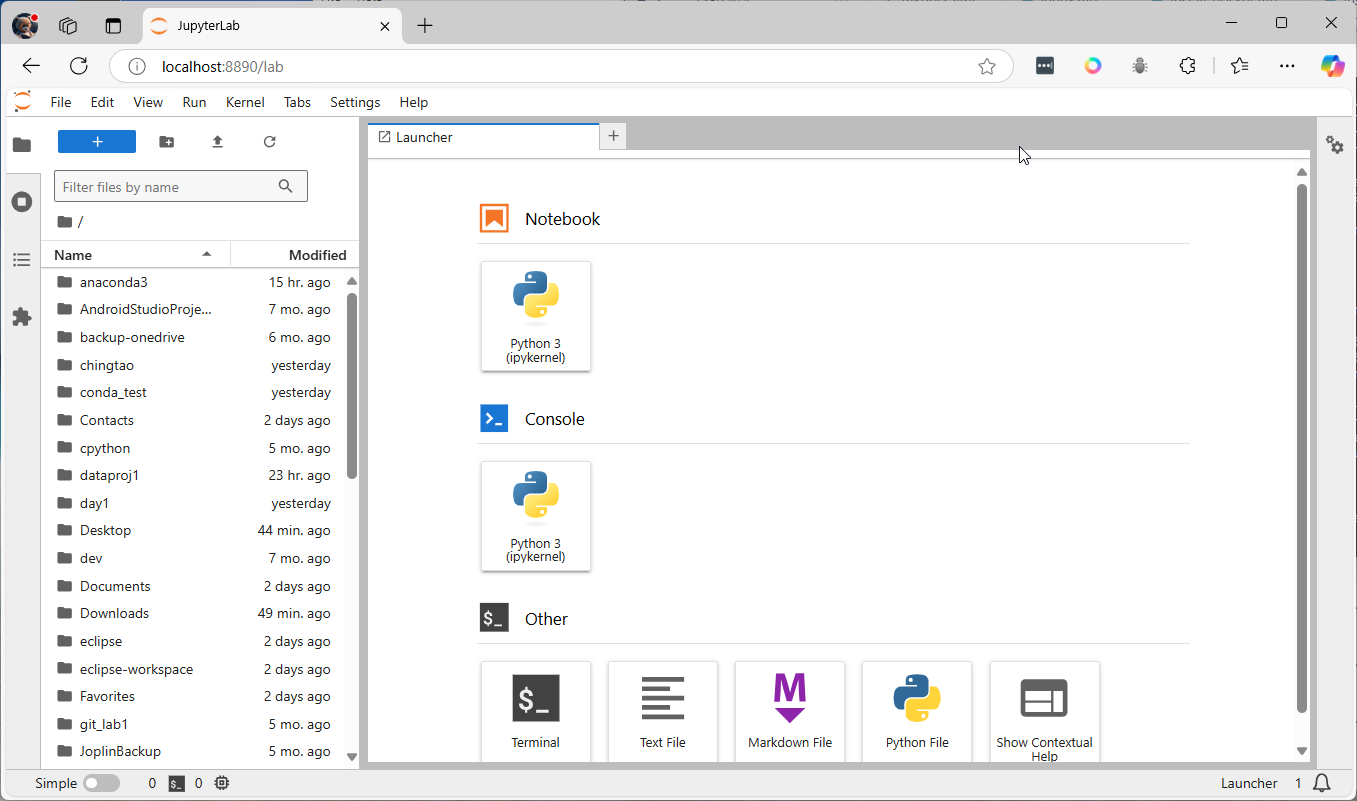 JupyterLab
localhost:8890/lab
File Edit View Run Kernel Tabs Settings Help
Launcher
Filter files by name
/
Name Modified
anaconda3 15 hr. ago
AndroidStudioProje... 7 mo. ago
backup-onedrive 6 mo. ago
chingtao yesterday
conda_test yesterday
Contacts 2 days ago
cpython 5 mo. ago
dataproj1 23 hr. ago
day1 yesterday
Desktop 44 min. ago
dev 7 mo. ago
Documents 2 days ago
Downloads 49 min. ago
eclipse 2 days ago
eclipse-workspace 2 days ago
Favorites 2 days ago
git_lab1 5 mo. ago
JoplinBackup 5 mo. ago
Notebook
Python 3
(ipykernel)
Console
Python 3
(ipykernel)
$_ Other
$_
M
Terminal Text File Markdown File Python File Show Contextual
Help
Simple 0 $_ 0 Launcher 1